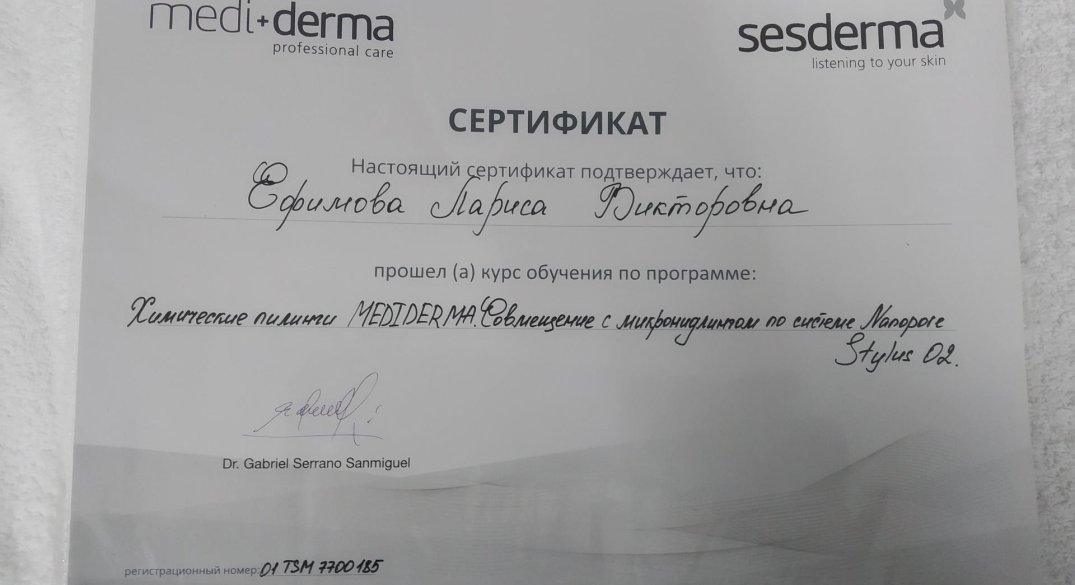 medi+derma
professional care
sesderma
listening to your skin
СЕРТИФИКАТ
Настоящий сертификат подтверждает, что:
Ефимова Лариса Викторовна
прошел (а) курс обучения по программе:
Химические пилинги MEDIDERMA. Совмещение с микронидлингом по системе Nanopore
Stylus 02.
Dr. Gabriel Serrano Sanmiguel
регистрационный номер: 01 TSM 7700185